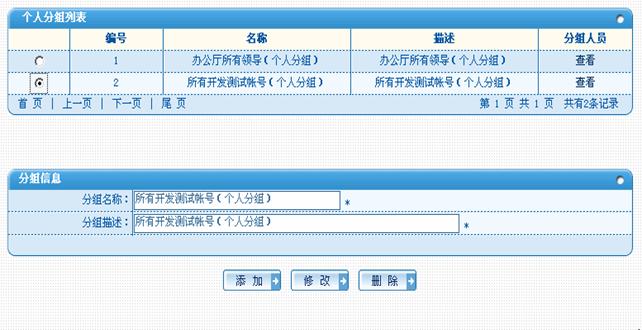 个人分组列表
编号 名称 描述 分组人员
1 办公厅所有领导(个人分组) 办公厅所有领导(个人分组) 查看
2 所有开发测试帐号(个人分组) 所有开发测试帐号(个人分组) 查看
首 页 | 上一页 | 下一页 | 尾 页 第 1 页 共 1 页 共有2条记录
分组信息
分组名称: 所有开发测试帐号(个人分组) *
分组描述: 所有开发测试帐号(个人分组) *
添 加 修 改 删 除